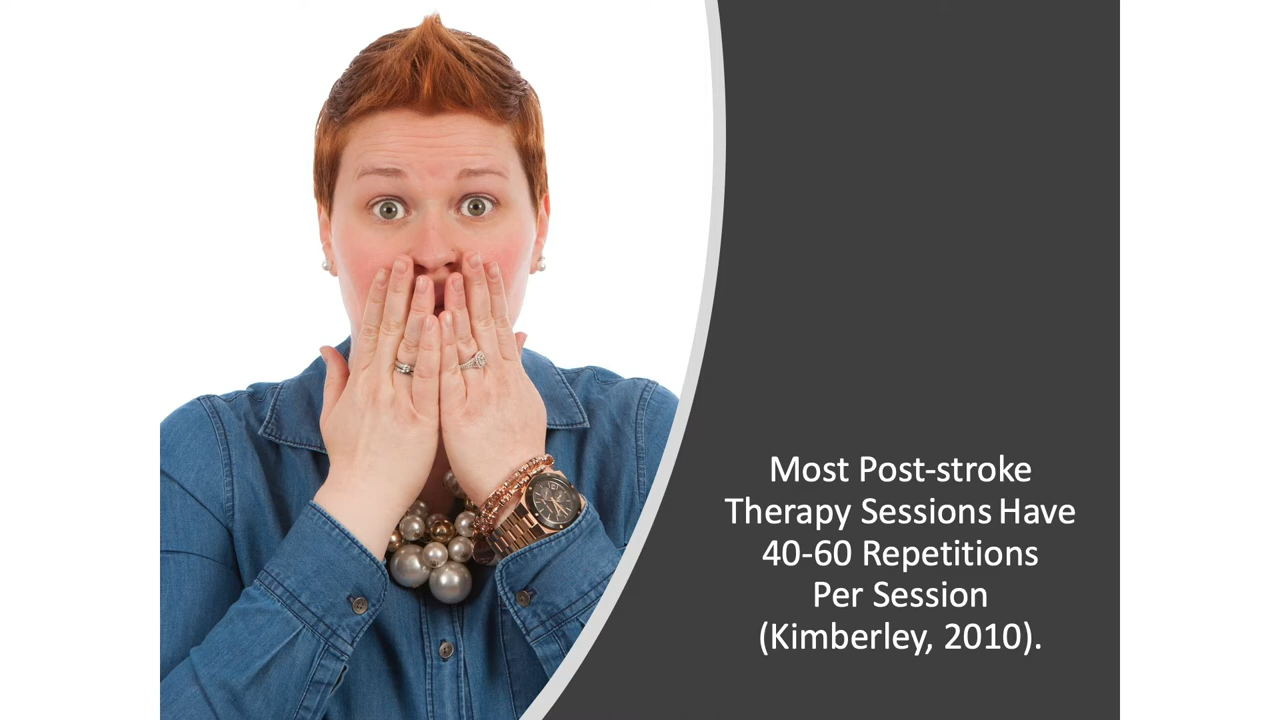 Most Post-stroke
Therapy Sessions Have
40-60 Repetitions
Per Session
(Kimberley, 2010).